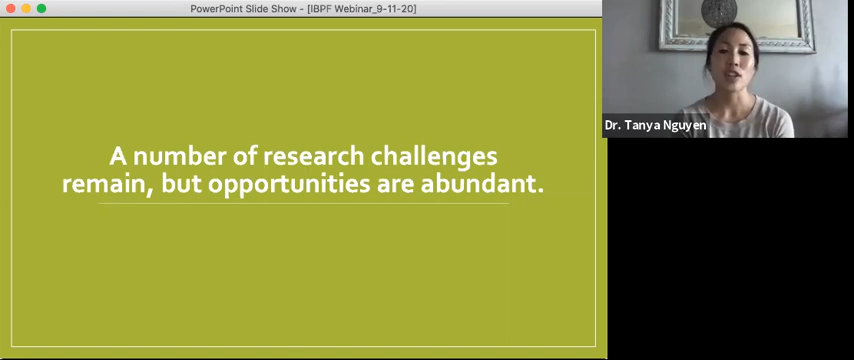 PowerPoint Slide Show - [IBPF Webinar_9-11-20]
A number of research challenges
remain, but opportunities are abundant.
Dr. Tanya Nguyen